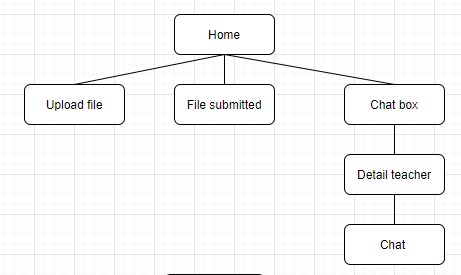 Home
Upload file
File submitted
Chat box
Detail teacher
Chat